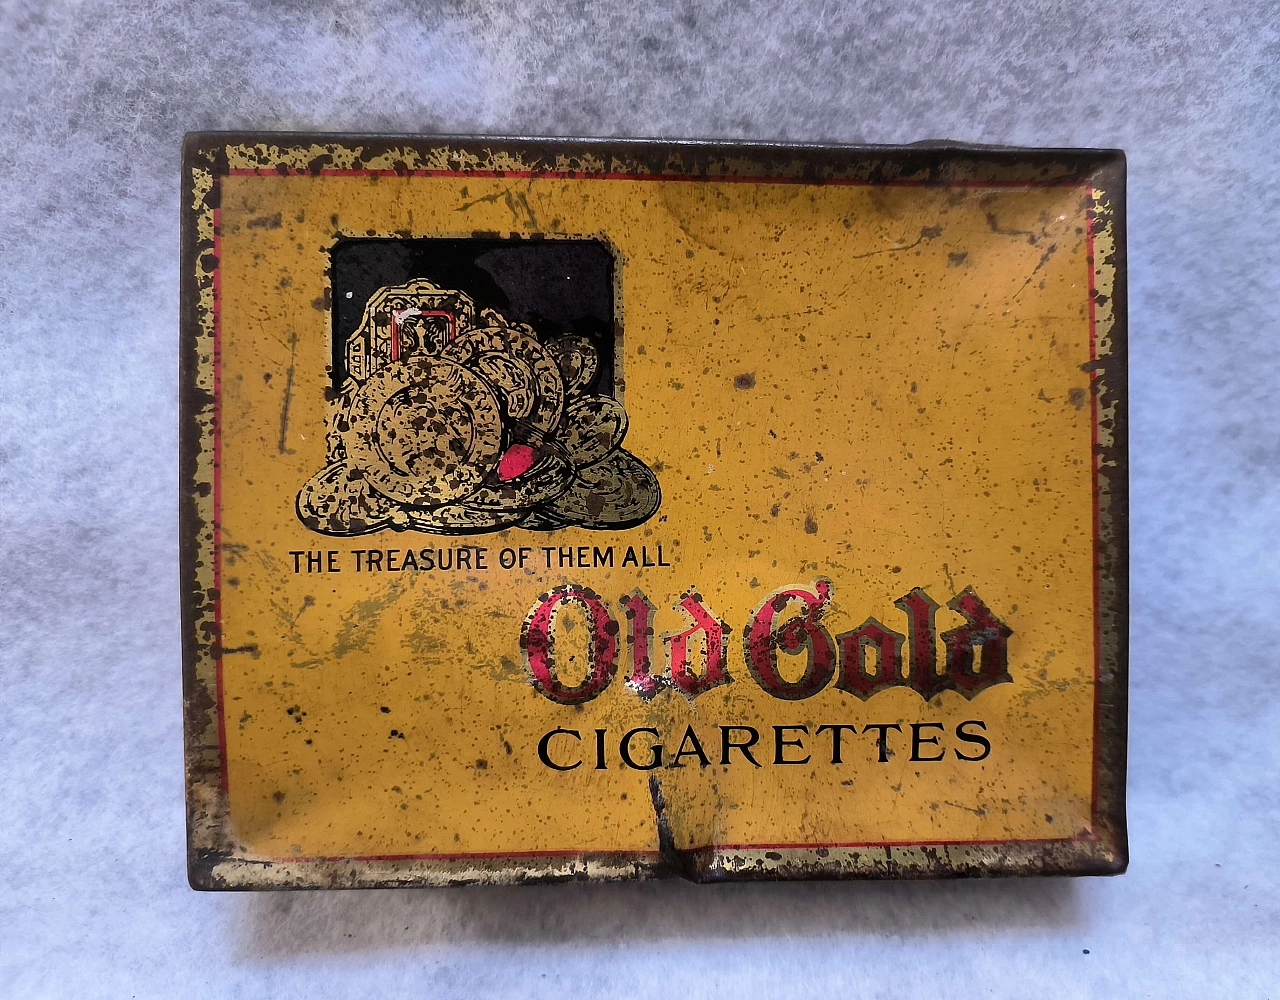 THE TREASURE OF THEM ALL
Old Gold
CIGARETTES